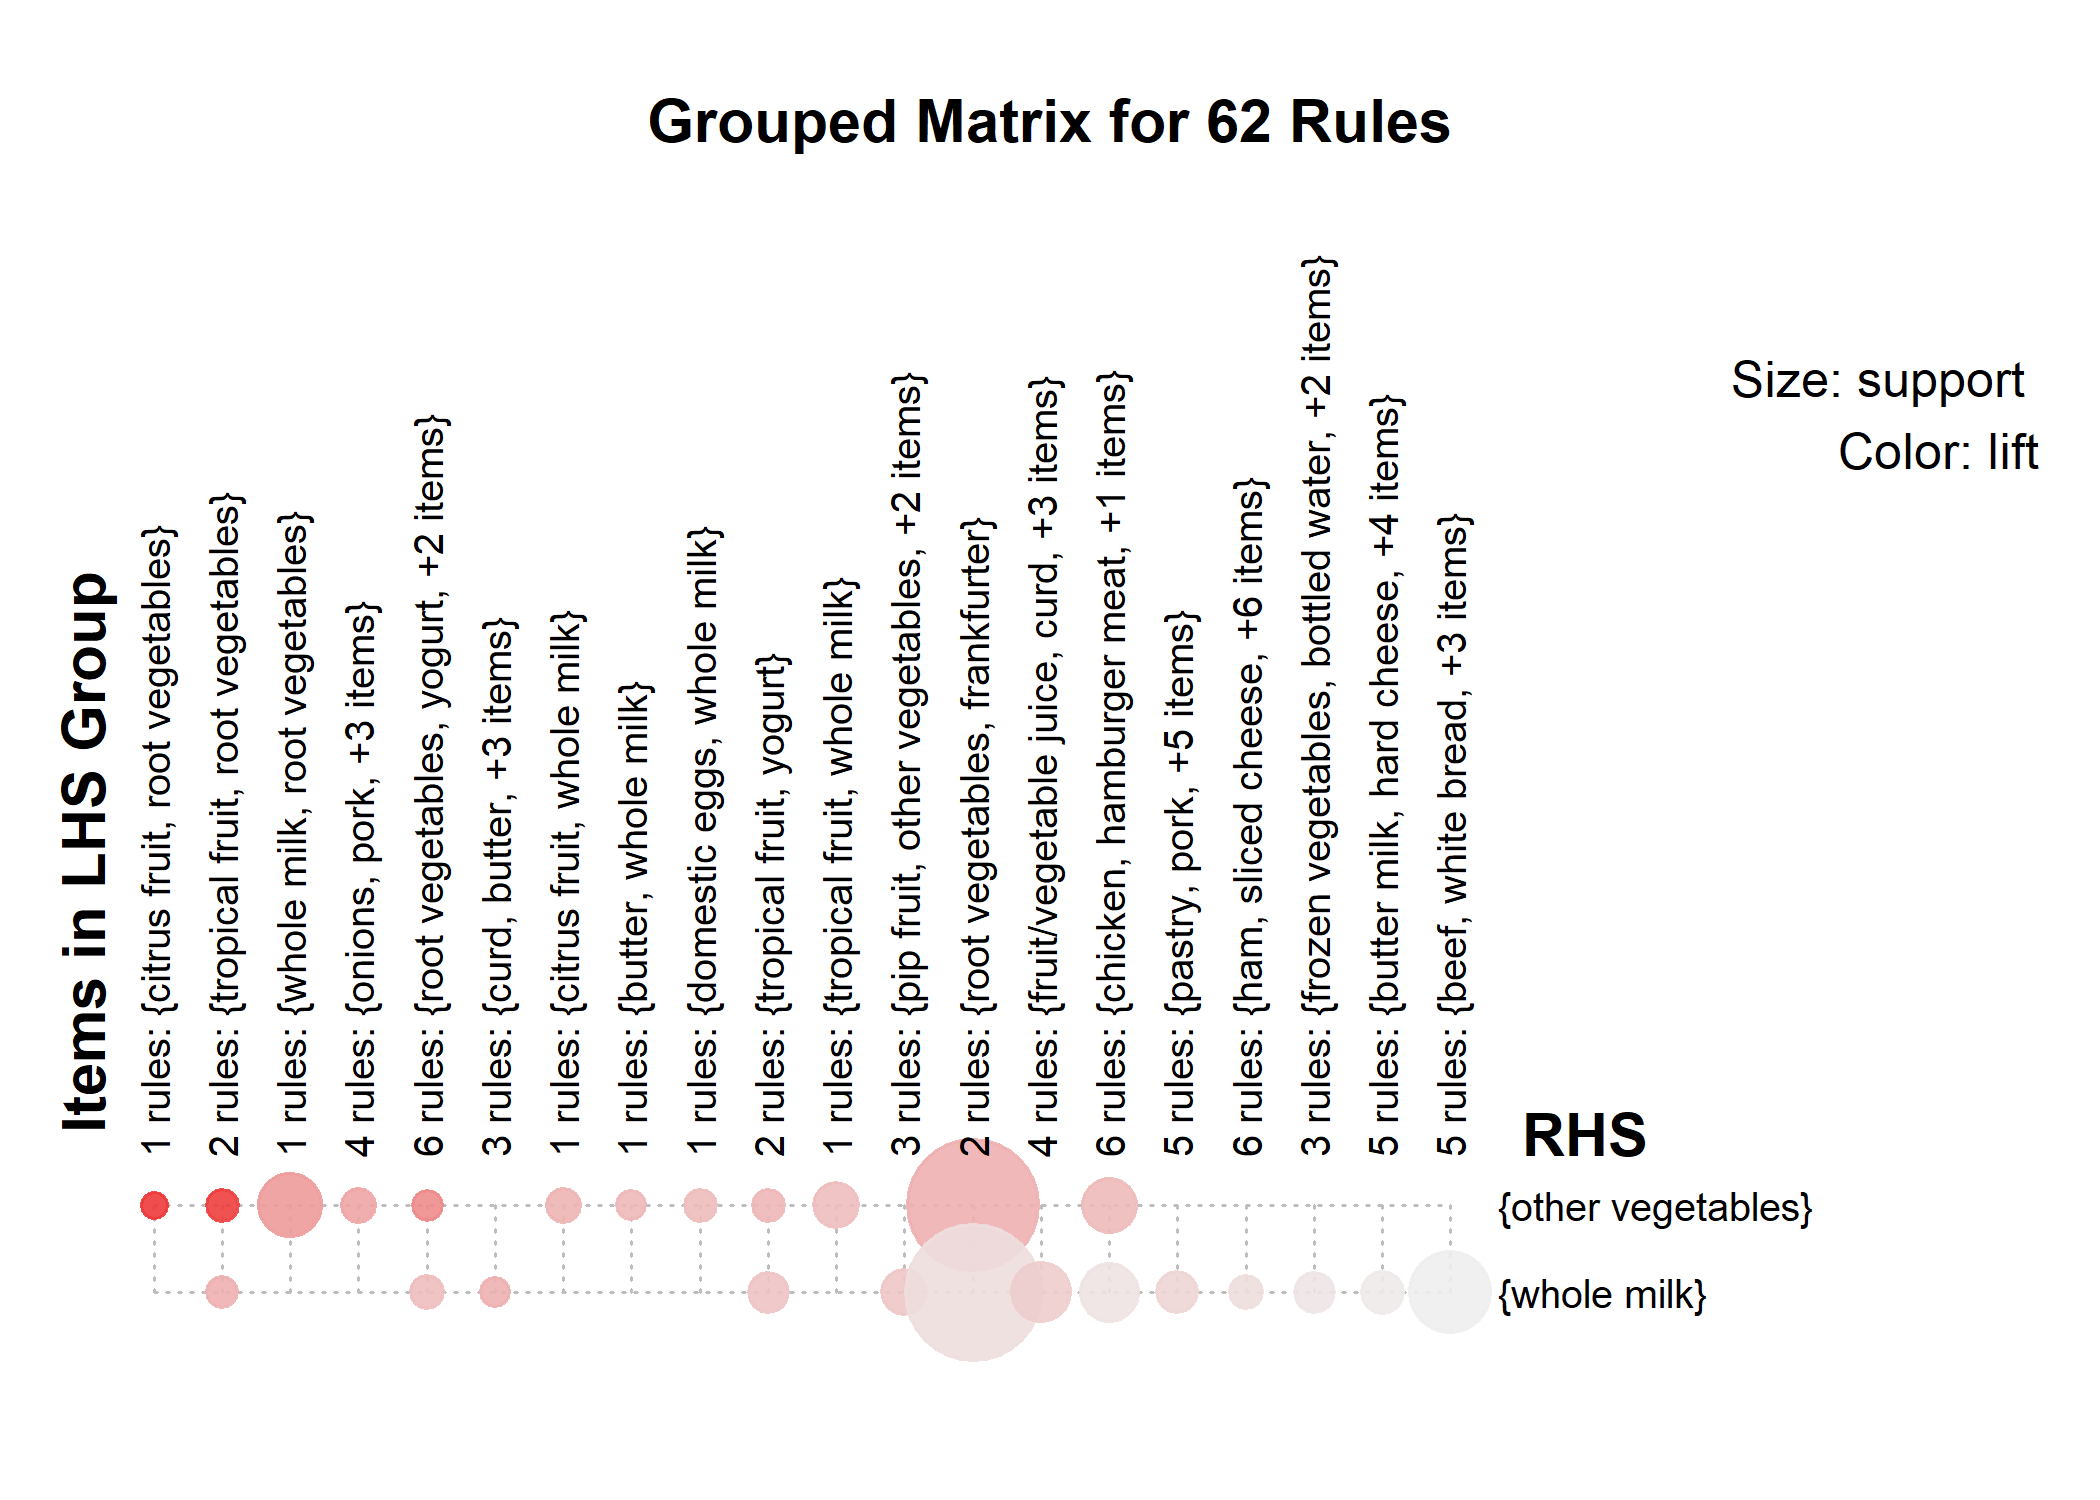 Grouped Matrix for 62 Rules
Size: support
Color: lift
Items in LHS Group
1 rules: {citrus fruit, root vegetables}
2 rules: {tropical fruit, root vegetables}
1 rules: {whole milk, root vegetables}
4 rules: {onions, pork, +3 items}
6 rules: {root vegetables, yogurt, +2 items}
3 rules: {curd, butter, +3 items}
1 rules: {citrus fruit, whole milk}
1 rules: {butter, whole milk}
1 rules: {domestic eggs, whole milk}
2 rules: {tropical fruit, yogurt}
1 rules: {tropical fruit, whole milk}
3 rules: {pip fruit, other vegetables, +2 items}
2 rules: {root vegetables, frankfurter}
4 rules: {fruit/vegetable juice, curd, +3 items}
6 rules: {chicken, hamburger meat, +1 items}
5 rules: {pastry, pork, +5 items}
6 rules: {ham, sliced cheese, +6 items}
3 rules: {frozen vegetables, bottled water, +2 items}
5 rules: {butter milk, hard cheese, +4 items}
5 rules: {beef, white bread, +3 items}
RHS
{other vegetables}
{whole milk}